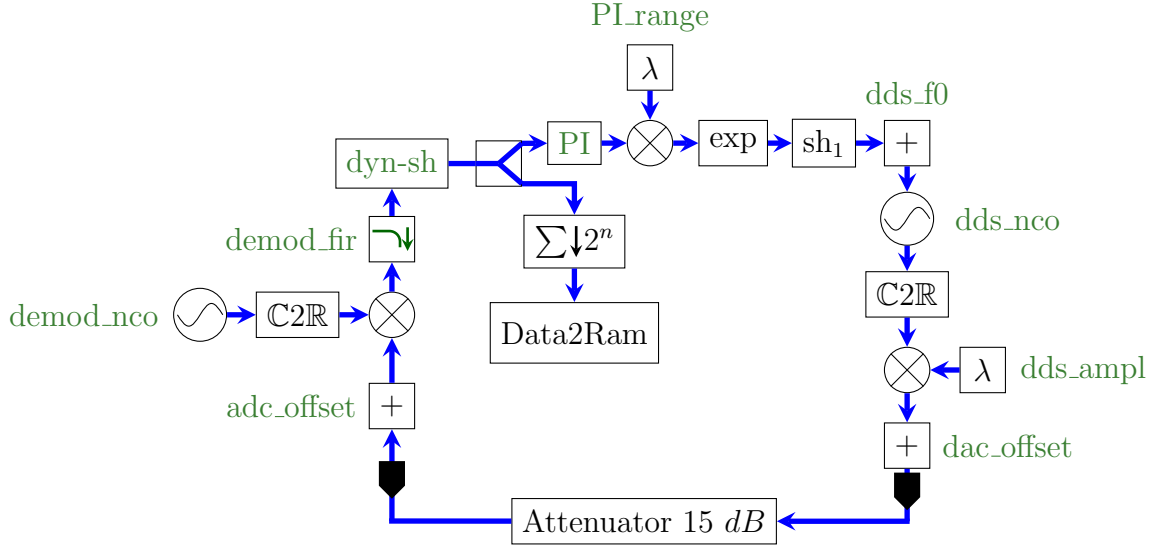 PI_range
λ
dds_f0
dyn-sh
PI
exp
sh₁
+
demod_fir
∑↓2ⁿ
dds_nco
demod_nco
ℂ2ℝ
ℂ2ℝ
Data2Ram
λ
dds_ampl
adc_offset
+
+
dac_offset
Attenuator 15 dB